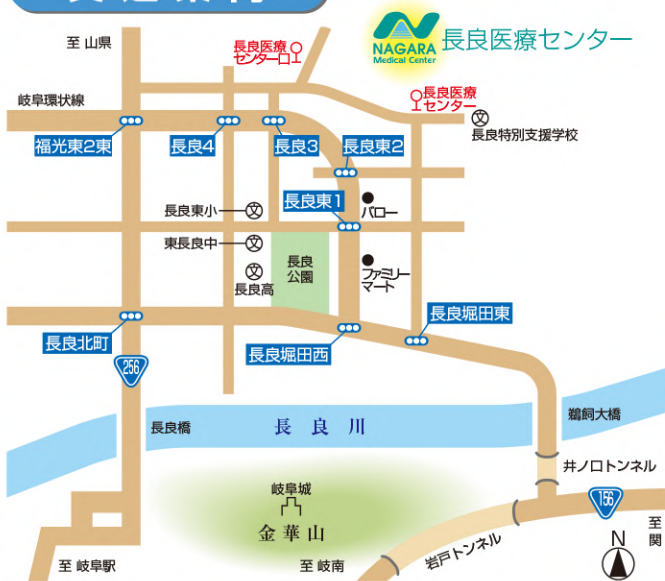 交通案内
至 山県
長良医療
センター口
NAGARA
Medical Center
長良医療センター
岐阜環状線
長良医療
センター
長良特別支援学校
福光東2東
長良4
長良3
長良東2
長良東1
バロー
長良東小
東長良中
長良高
長良
公園
ファミリー
マート
長良北町
長良堀田西
長良堀田東
256
長良橋
長良川
鵜飼大橋
井ノ口トンネル
岐阜城
金華山
156
至 岐阜駅
至 岐南
岩戸トンネル
至
関
N